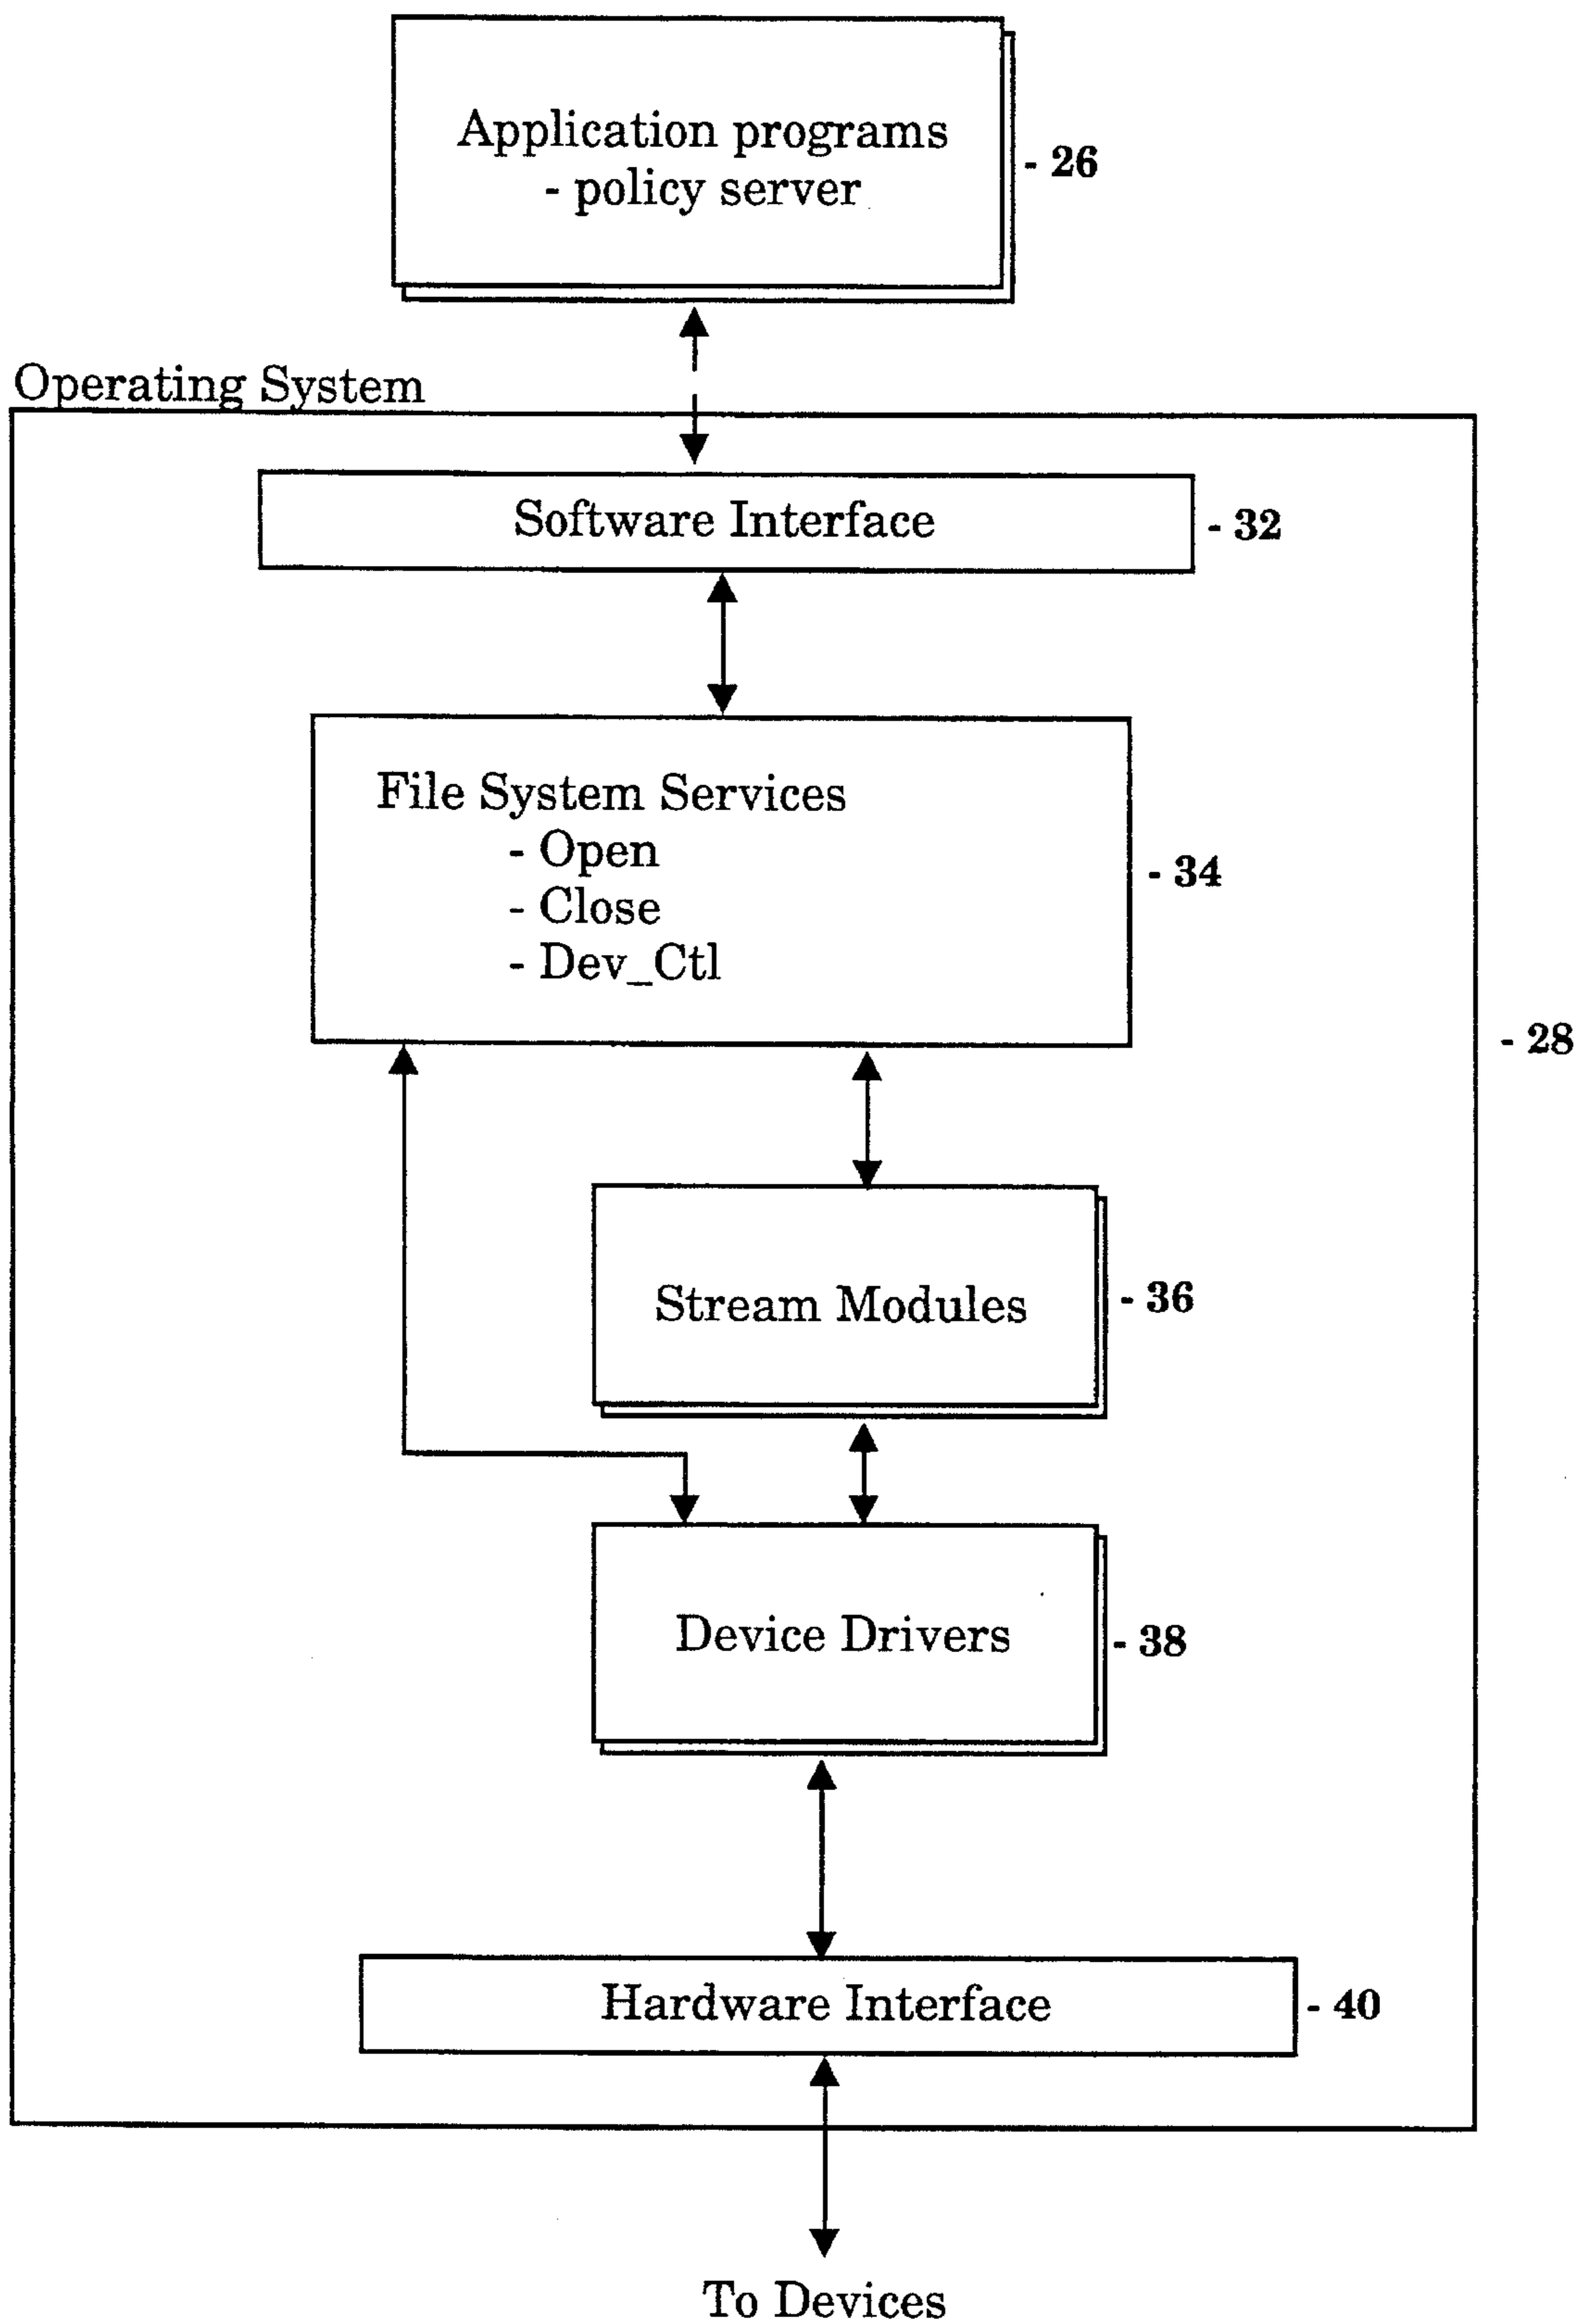 Application programs
- policy server
- 26
Operating System
Software Interface
- 32
File System Services
- Open
- Close
- Dev_Ctl
- 34
- 28
Stream Modules
- 36
Device Drivers
- 38
Hardware Interface
- 40
To Devices